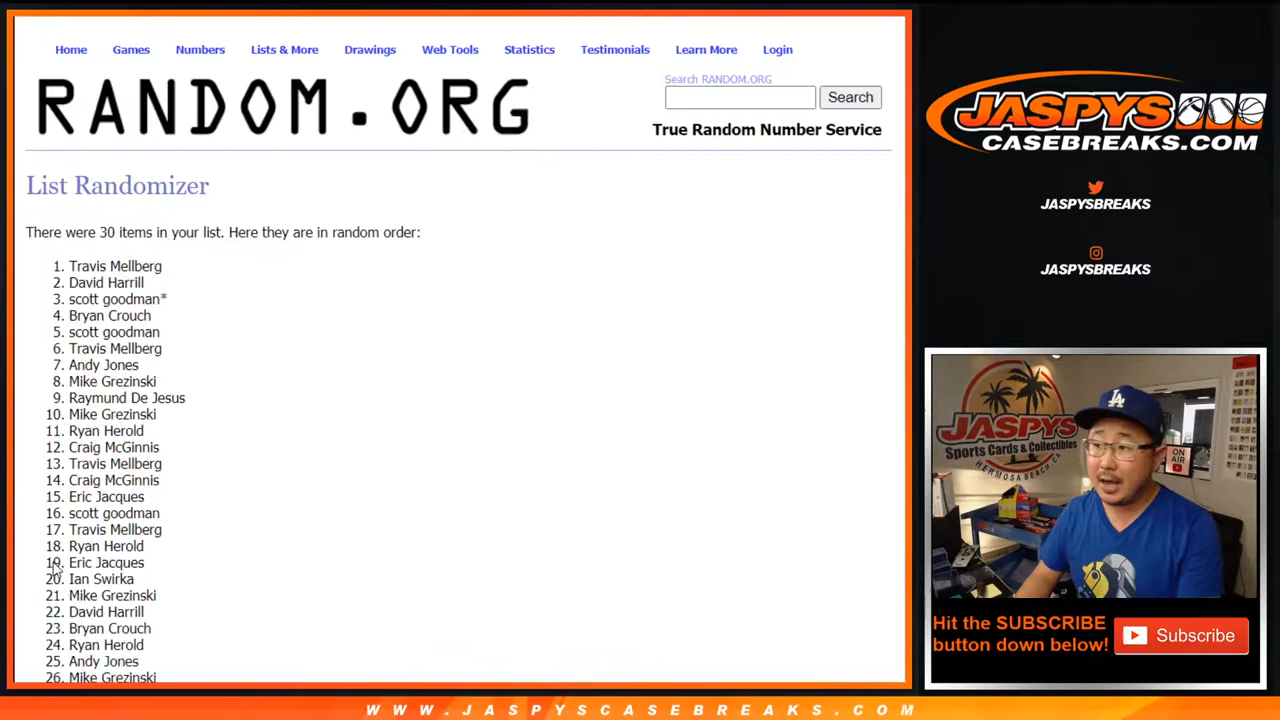 Home Games Numbers Lists & More Drawings Web Tools Statistics Testimonials Learn More Login
RANDOM.ORG
Search RANDOM.ORG
Search
True Random Number Service
List Randomizer
There were 30 items in your list. Here they are in random order:
1. Travis Mellberg
2. David Harrill
3. scott goodman*
4. Bryan Crouch
5. scott goodman
6. Travis Mellberg
7. Andy Jones
8. Mike Grezinski
9. Raymund De Jesus
10. Mike Grezinski
11. Ryan Herold
12. Craig McGinnis
13. Travis Mellberg
14. Craig McGinnis
15. Eric Jacques
16. scott goodman
17. Travis Mellberg
18. Ryan Herold
19. Eric Jacques
20. Ian Swirka
21. Mike Grezinski
22. David Harrill
23. Bryan Crouch
24. Ryan Herold
25. Andy Jones
26. Mike Grezinski
JASPYS
CASEBREAKS.COM
JASPYSBREAKS
JASPYSBREAKS
JASPYS
Sports Cards & Collectibles
HERMOSA BEACH, CA
LA
ON
AIR
Hit the SUBSCRIBE
button down below!
Subscribe
WWW.JASPYSCASEBREAKS.COM